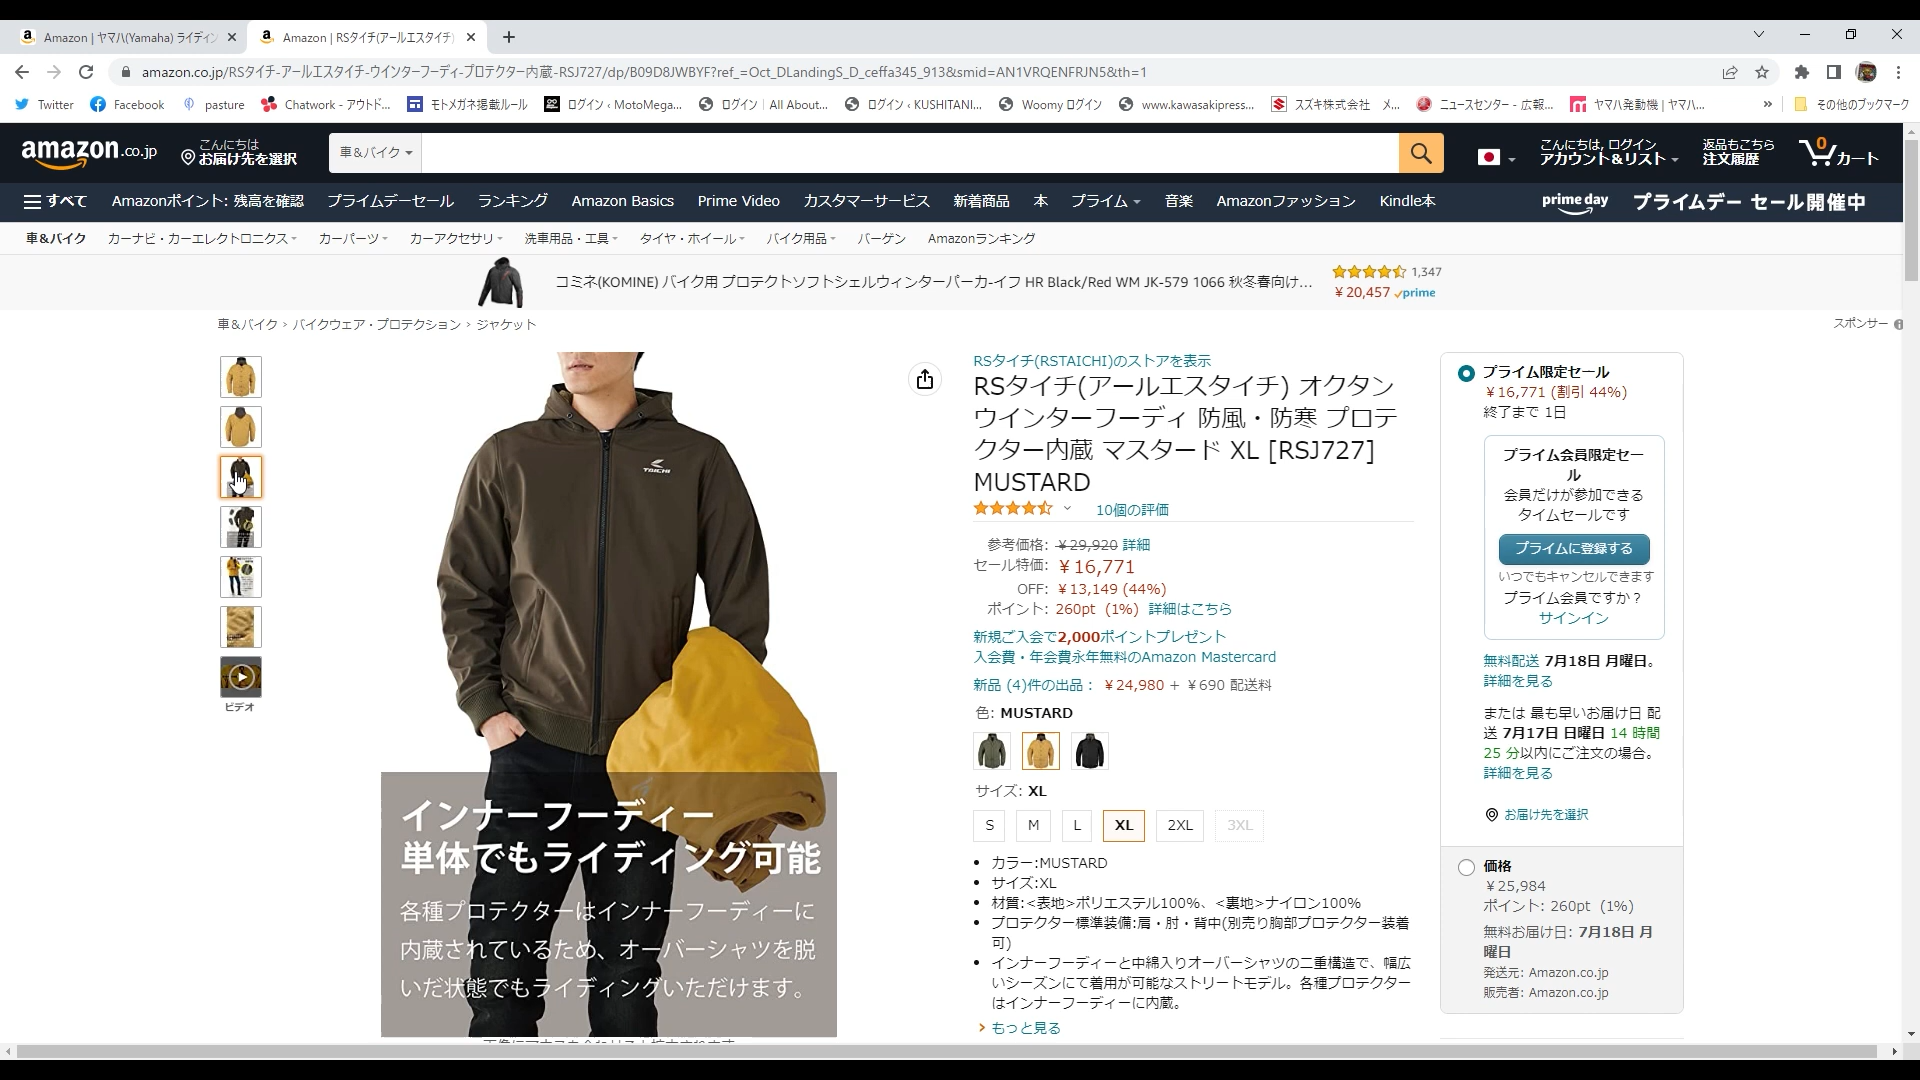 Amazon | ヤマハ(Yamaha) ライディン
Amazon | RSタイチ(アールエスタイチ)
amazon.co.jp/RSタイチ-アールエスタイチ-ウインターフーディ-プロテクター内蔵-RSJ727/dp/B09D8JWBYF?ref_=Oct_DLandingS_D_ceffa345_913&smid=AN1VRQENFRJN5&th=1
Twitter
Facebook
pasture
Chatwork - アウトド...
モトメガネ掲載ルール
ログイン ‹ MotoMega...
ログイン | All About...
ログイン ‹ KUSHITANI...
Woomy ログイン
www.kawasakipress...
スズキ株式会社 メ...
ニュースセンター - 広報...
ヤマハ発動機 | ヤマハ...
»
その他のブックマーク
amazon.co.jp
こんにちは
お届け先を選択
車&バイク
こんにちは, ログイン
アカウント&リスト
返品もこちら
注文履歴
0
カート
すべて
Amazonポイント: 残高を確認
プライムデーセール
ランキング
Amazon Basics
Prime Video
カスタマーサービス
新着商品
本
プライム
音楽
Amazonファッション
Kindle本
prime day
プライムデー セール開催中
車&バイク
カーナビ・カーエレクトロニクス
カーパーツ
カーアクセサリ
洗車用品・工具
タイヤ・ホイール
バイク用品
バーゲン
Amazonランキング
コミネ(KOMINE) バイク用 プロテクトソフトシェルウィンターパーカ-イフ HR Black/Red WM JK-579 1066 秋冬春向け...
1,347
￥20,457 prime
車&バイク › バイクウェア・プロテクション › ジャケット
スポンサー
ビデオ
TAICHI
インナーフーディー
単体でもライディング可能
各種プロテクターはインナーフーディーに
内蔵されているため、オーバーシャツを脱
いだ状態でもライディングいただけます。
RSタイチ(RSTAICHI)のストアを表示
RSタイチ(アールエスタイチ) オクタン
ウインターフーディ 防風・防寒 プロテ
クター内蔵 マスタード XL [RSJ727]
MUSTARD
10個の評価
参考価格: ￥29,920 詳細
セール特価: ￥16,771
OFF: ￥13,149 (44%)
ポイント: 260pt (1%) 詳細はこちら
新規ご入会で2,000ポイントプレゼント
入会費・年会費永年無料のAmazon Mastercard
新品 (4)件の出品： ￥24,980 + ￥690 配送料
色: MUSTARD
サイズ: XL
S
M
L
XL
2XL
3XL
カラー:MUSTARD
サイズ:XL
材質:<表地>ポリエステル100%、<裏地>ナイロン100%
プロテクター標準装備:肩・肘・背中(別売り胸部プロテクター装着
可)
インナーフーディーと中綿入りオーバーシャツの二重構造で、幅広
いシーズンにて着用が可能なストリートモデル。各種プロテクター
はインナーフーディーに内蔵。
› もっと見る
プライム限定セール
￥16,771 (割引 44%)
終了まで 1日
プライム会員限定セー
ル
会員だけが参加できる
タイムセールです
プライムに登録する
いつでもキャンセルできます
プライム会員ですか？
サインイン
無料配送 7月18日 月曜日。
詳細を見る
または 最も早いお届け日 配
送 7月17日 日曜日 14 時間
25 分以内にご注文の場合。
詳細を見る
お届け先を選択
価格
￥25,984
ポイント: 260pt (1%)
無料お届け日: 7月18日 月
曜日
発送元: Amazon.co.jp
販売者: Amazon.co.jp